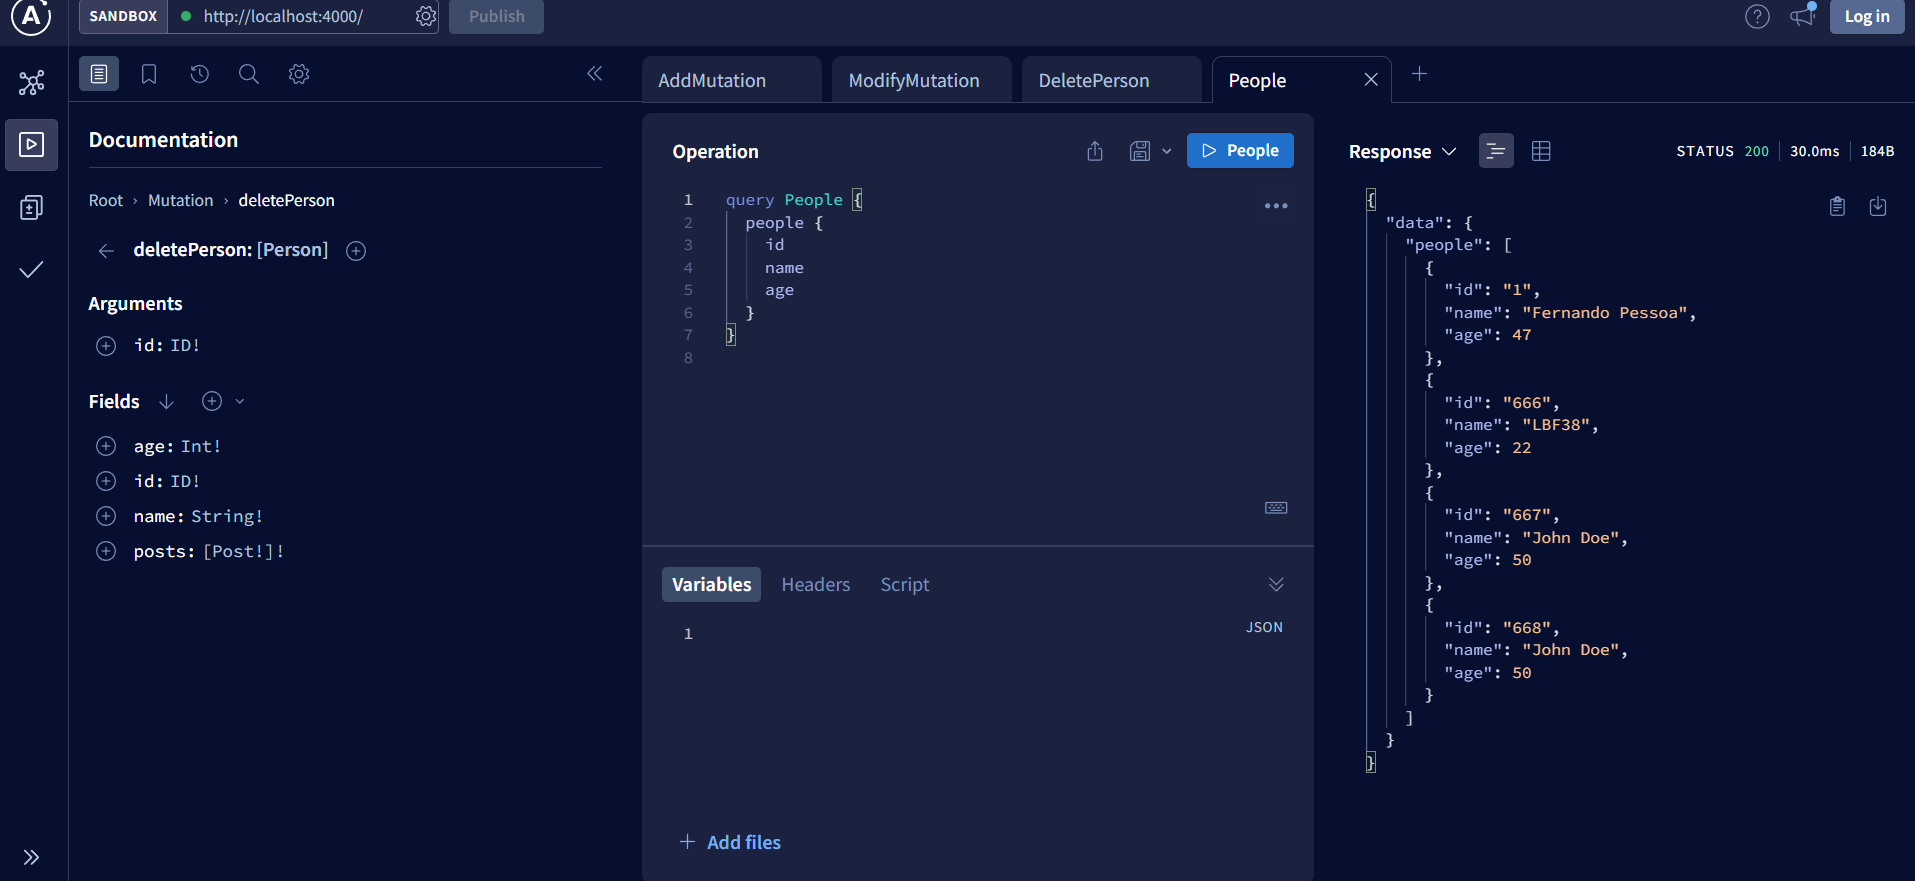 SANDBOX http://localhost:4000/ Publish Log in
AddMutation ModifyMutation DeletePerson People
Documentation
Root › Mutation › deletePerson
deletePerson: [Person]
Arguments
id: ID!
Fields
age: Int!
id: ID!
name: String!
posts: [Post!]!
Operation
People
1 query People {
2 people {
3 id
4 name
5 age
6 }
7 }
8
Variables Headers Script
1
JSON
Add files
Response
STATUS 200 30.0ms 184B
{
"data": {
"people": [
{
"id": "1",
"name": "Fernando Pessoa",
"age": 47
},
{
"id": "666",
"name": "LBF38",
"age": 22
},
{
"id": "667",
"name": "John Doe",
"age": 50
},
{
"id": "668",
"name": "John Doe",
"age": 50
}
]
}
}